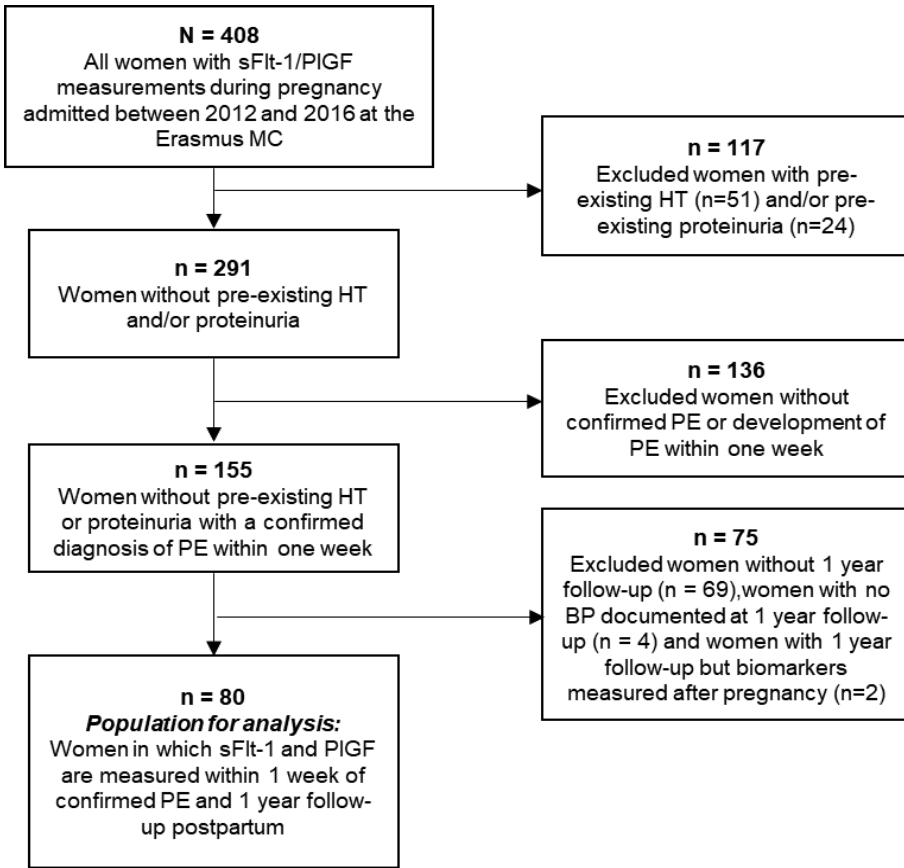 N = 408
All women with sFlt-1/PlGF
measurements during pregnancy
admitted between 2012 and 2016 at the
Erasmus MC
n = 117
Excluded women with pre-
existing HT (n=51) and/or pre-
existing proteinuria (n=24)
n = 291
Women without pre-existing HT
and/or proteinuria
n = 136
Excluded women without
confirmed PE or development of
PE within one week
n = 155
Women without pre-existing HT
or proteinuria with a confirmed
diagnosis of PE within one week
n = 75
Excluded women without 1 year
follow-up (n = 69),women with no
BP documented at 1 year follow-
up (n = 4) and women with 1 year
follow-up but biomarkers
measured after pregnancy (n=2)
n = 80
Population for analysis:
Women in which sFlt-1 and PlGF
are measured within 1 week of
confirmed PE and 1 year follow-
up postpartum